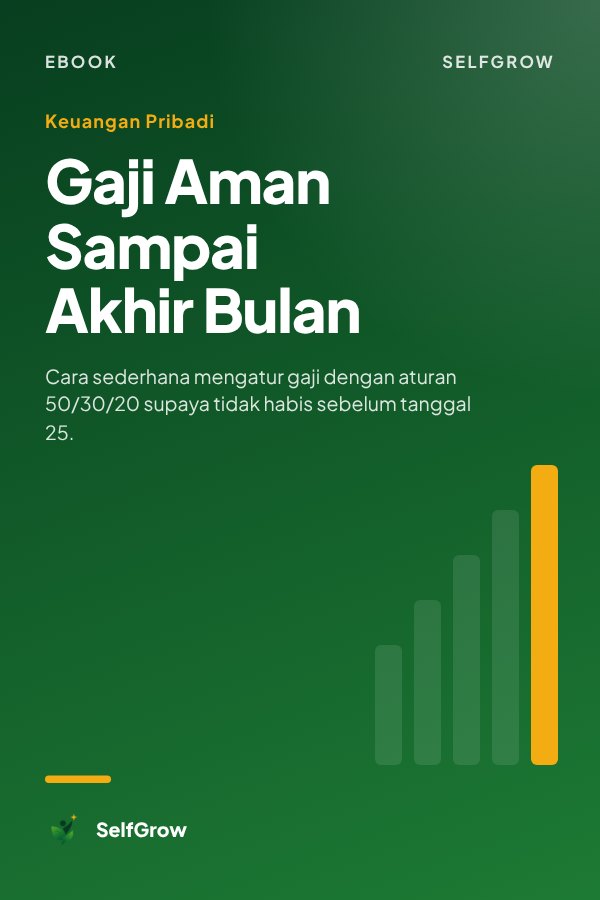 EBOOK
SELFGROW
Keuangan Pribadi
Gaji Aman
Sampai
Akhir Bulan
Cara sederhana mengatur gaji dengan aturan
50/30/20 supaya tidak habis sebelum tanggal
25.
SelfGrow